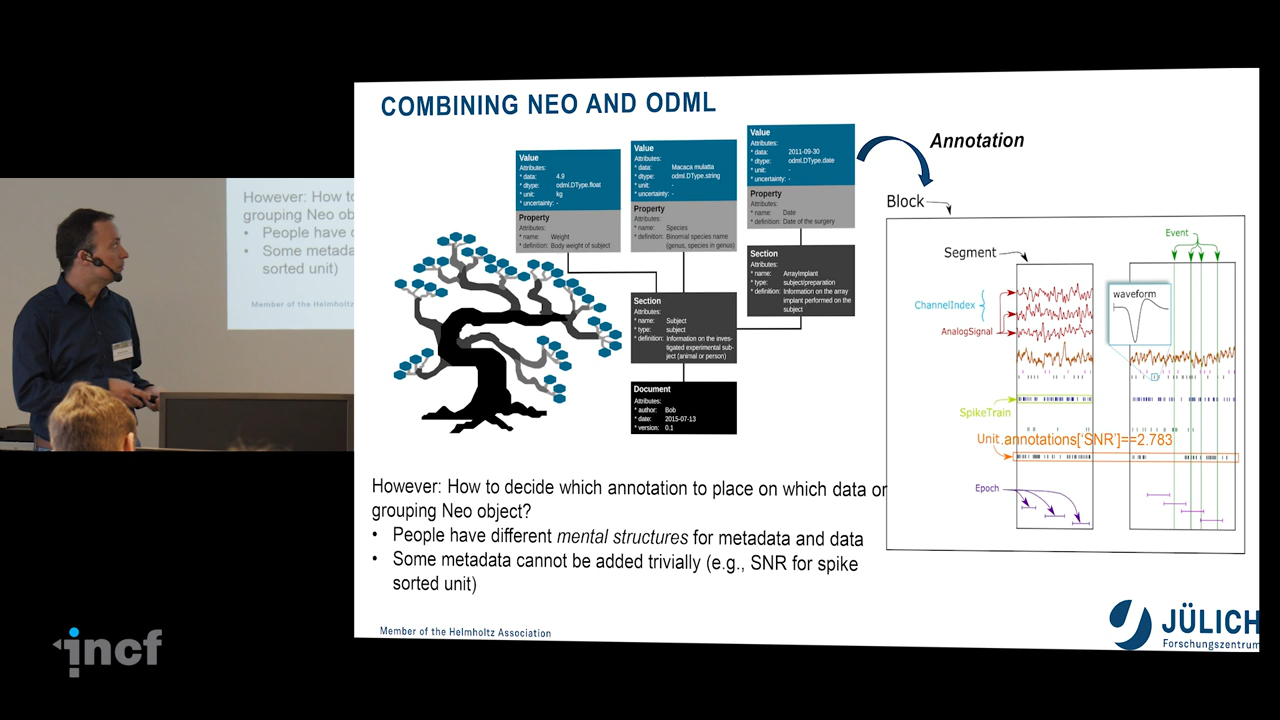 COMBINING NEO AND ODML
Value
Attributes:
* data: 4.9
* dtype: odml.DType.float
* unit: kg
* uncertainty: -
Property
Attributes:
* name: Weight
* definition: Body weight of subject
Value
Attributes:
* data: Macaca mulatta
* dtype: odml.DType.string
* unit: -
* uncertainty: -
Property
Attributes:
* name: Species
* definition: Binomial species name
(genus, species in genus)
Value
Attributes:
* data: 2011-09-30
* dtype: odml.DType.date
* unit: -
* uncertainty: -
Property
Attributes:
* name: Date
* definition: Date of the surgery
Section
Attributes:
* name: ArrayImplant
* type: subject/preparation
* definition: Information on the array
implant performed on the
subject
Section
Attributes:
* name: Subject
* type: subject
* definition: Information on the inves-
tigated experimental sub-
ject (animal or person)
Document
Attributes:
* author: Bob
* date: 2015-07-13
* version: 0.1
Annotation
Block
Segment
Event
waveform
ChannelIndex
AnalogSignal
SpikeTrain
Unit.annotations['SNR']==2.783
Epoch
However: How to decide which annotation to place on which data or
grouping Neo object?
• People have different mental structures for metadata and data
• Some metadata cannot be added trivially (e.g., SNR for spike
sorted unit)
Member of the Helmholtz Association
JÜLICH
Forschungszentrum
However: How t
grouping Neo ob
• People have
• Some metada
sorted unit)
Member of the Helmholtz
incf